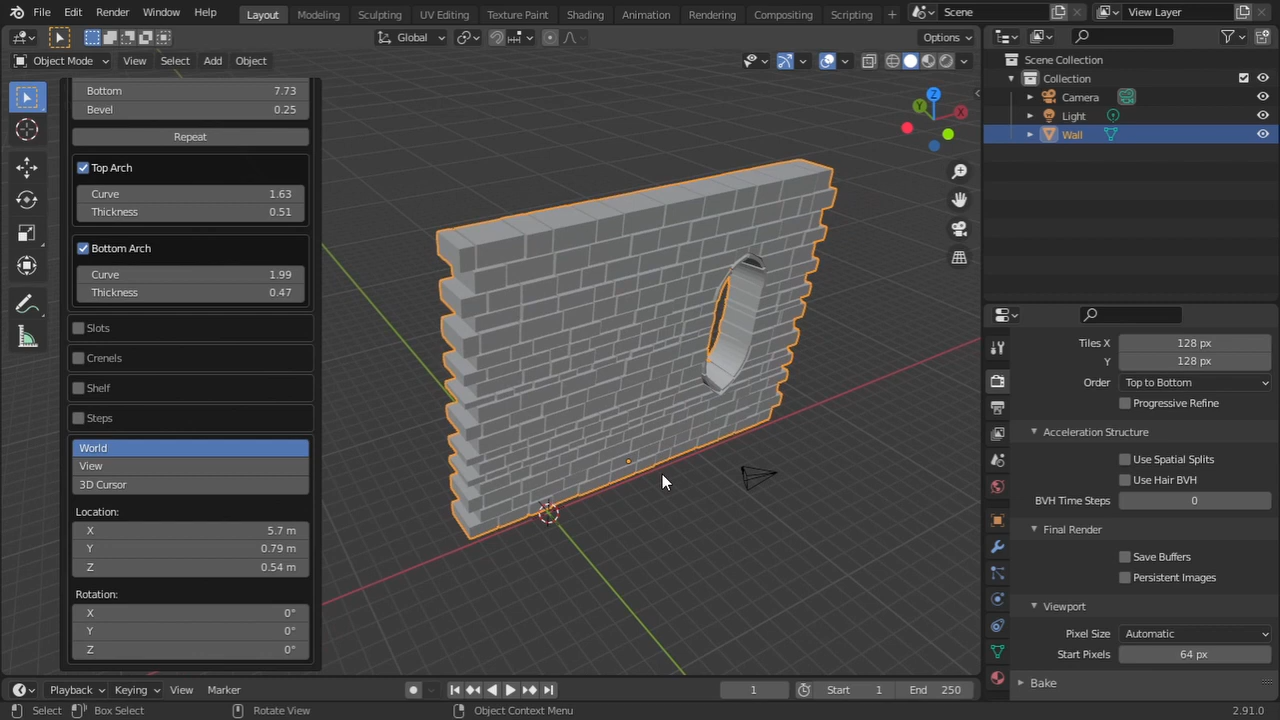 File Edit Render Window Help Layout Modeling Sculpting UV Editing Texture Paint Shading Animation Rendering Compositing Scripting + Scene View Layer
Global Options
Object Mode View Select Add Object
Bottom 7.73
Bevel 0.25
Repeat
Top Arch
Curve 1.63
Thickness 0.51
Bottom Arch
Curve 1.99
Thickness 0.47
Slots
Crenels
Shelf
Steps
World
View
3D Cursor
Location:
X 5.7 m
Y 0.79 m
Z 0.54 m
Rotation:
X 0°
Y 0°
Z 0°
Z
Y
X
Scene Collection
Collection
Camera
Light
Wall
Tiles X 128 px
Y 128 px
Order Top to Bottom
Progressive Refine
Acceleration Structure
Use Spatial Splits
Use Hair BVH
BVH Time Steps 0
Final Render
Save Buffers
Persistent Images
Viewport
Pixel Size Automatic
Start Pixels 64 px
Bake
Playback Keying View Marker 1 Start 1 End 250
Select Box Select Rotate View Object Context Menu 2.91.0